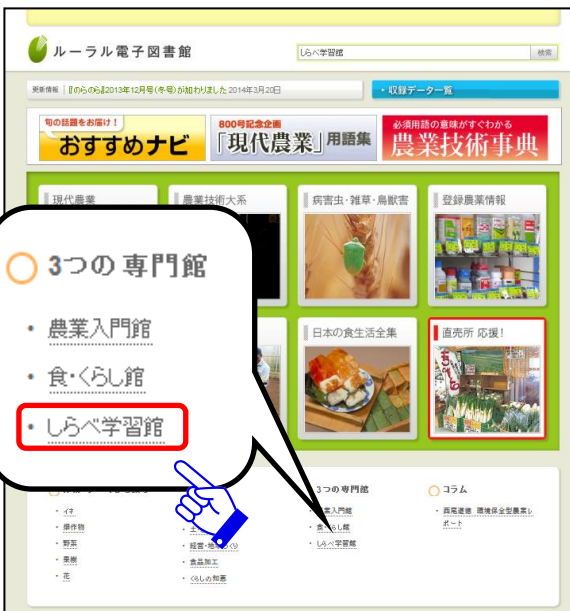 ルーラル電子図書館
しらべ学習館
検索
更新情報 『のらのら』2013年12月号(冬号)が加わりました 2014年3月20日
・収録データ一覧
旬の話題をお届け！
おすすめナビ
800号記念企画
「現代農業」用語集
必須用語の意味がすぐわかる
農業技術事典
現代農業
農業技術大系
病害虫・雑草・鳥獣害
登録農薬情報
日本の食生活全集
直売所 応援！
3つの専門館
・農業入門館
・食・くらし館
・しらべ学習館
・イネ
・畑作物
・野菜
・果樹
・花
・経営・地域づくり
・食品加工
・くらしの知恵
3つの専門館
業入門館
・食・らし館
・しらべ学習館
コラム
・西尾道徳 環境保全型農業レ
ポート